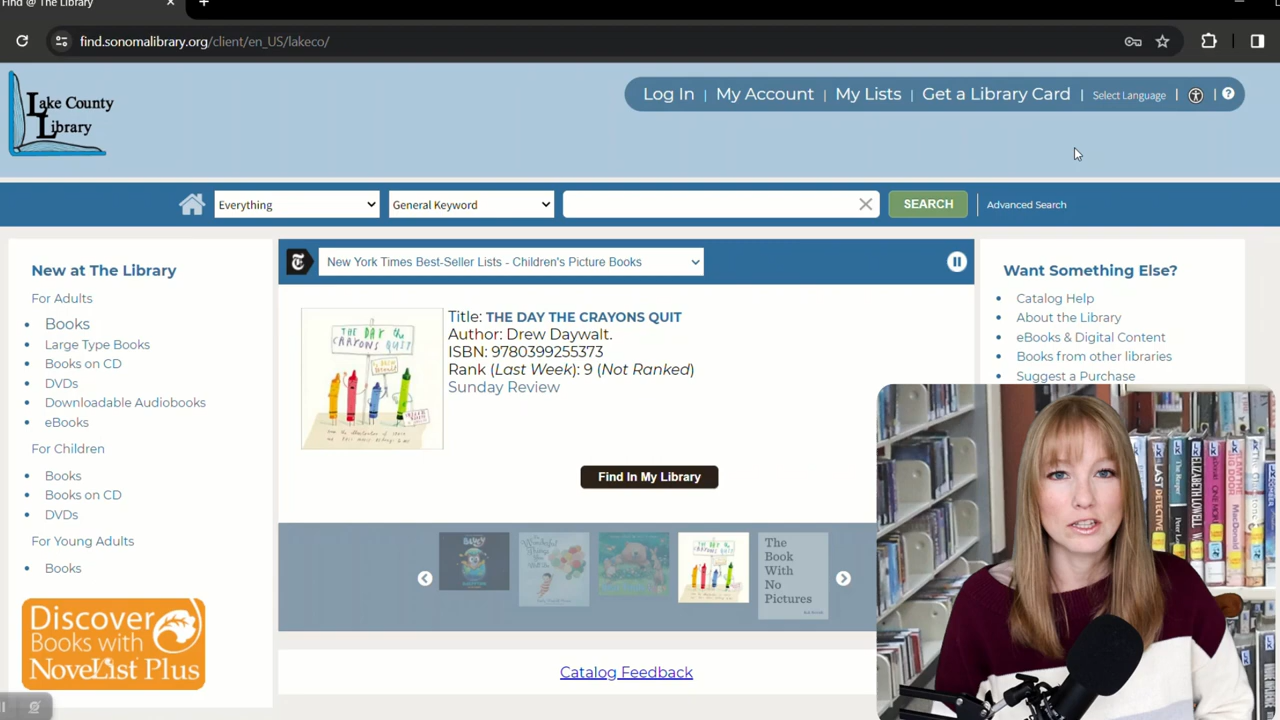 Find @ The Library
find.sonomalibrary.org/client/en_US/lakeco/
Lake County
Library
Log In | My Account | My Lists | Get a Library Card | Select Language | | ?
Everything
General Keyword
SEARCH
Advanced Search
New at The Library
For Adults
Books
Large Type Books
Books on CD
DVDs
Downloadable Audiobooks
eBooks
For Children
Books
Books on CD
DVDs
For Young Adults
Books
Discover
Books with
NoveList Plus
New York Times Best-Seller Lists - Children's Picture Books
THE DAY THE
CRAYONS QUIT
Title: THE DAY THE CRAYONS QUIT
Author: Drew Daywalt.
ISBN: 9780399255373
Rank (Last Week): 9 (Not Ranked)
Sunday Review
Find In My Library
The
Book
With
No
Pictures
Catalog Feedback
Want Something Else?
Catalog Help
About the Library
eBooks & Digital Content
Books from other libraries
Suggest a Purchase
LAST DETECTIVE
ELIZABETH LOWELL
MacDonald